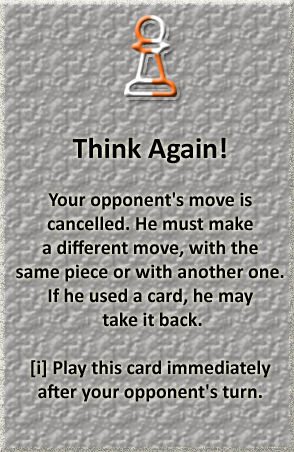 Think Again!
Your opponent's move is
cancelled. He must make
a different move, with the
same piece or with another one.
If he used a card, he may
take it back.
[i] Play this card immediately
after your opponent's turn.